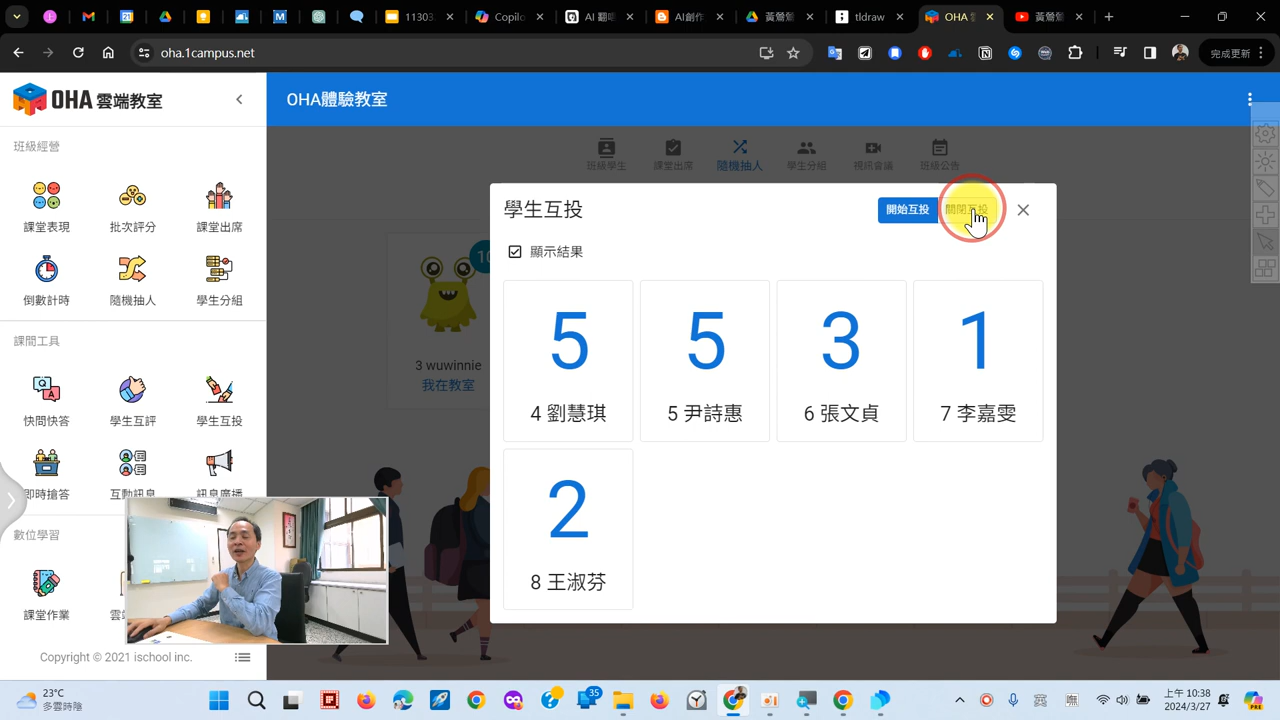 11303
Copilo
AI 翻
AI創作
黃鶯鶯
tldraw
OHA
黃鶯鶯
oha.1campus.net
完成更新
OHA 雲端教室
OHA體驗教室
班級經營
課堂表現
批次評分
課堂出席
倒數計時
隨機抽人
學生分組
課間工具
快問快答
學生互評
學生互投
即時搶答
互動訊息
訊息廣播
數位學習
課堂作業
Copyright © 2021 ischool inc.
班級學生
課堂出席
隨機抽人
學生分組
視訊會議
班級公告
10
3 wuwinnie
我在教室
學生互投
開始互投
關閉互投
顯示結果
5
4 劉慧琪
5
5 尹詩惠
3
6 張文貞
1
7 李嘉雯
2
8 王淑芬
23°C
多雲時陰
35
英
上午 10:38
2024/3/27
PRE